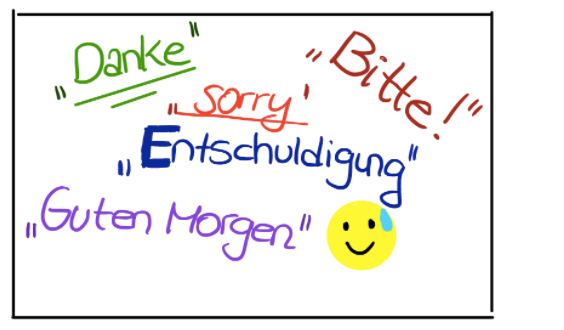 „Danke"
„Bitte!"
„sorry'
„Entschuldigung"
„Guten Morgen"